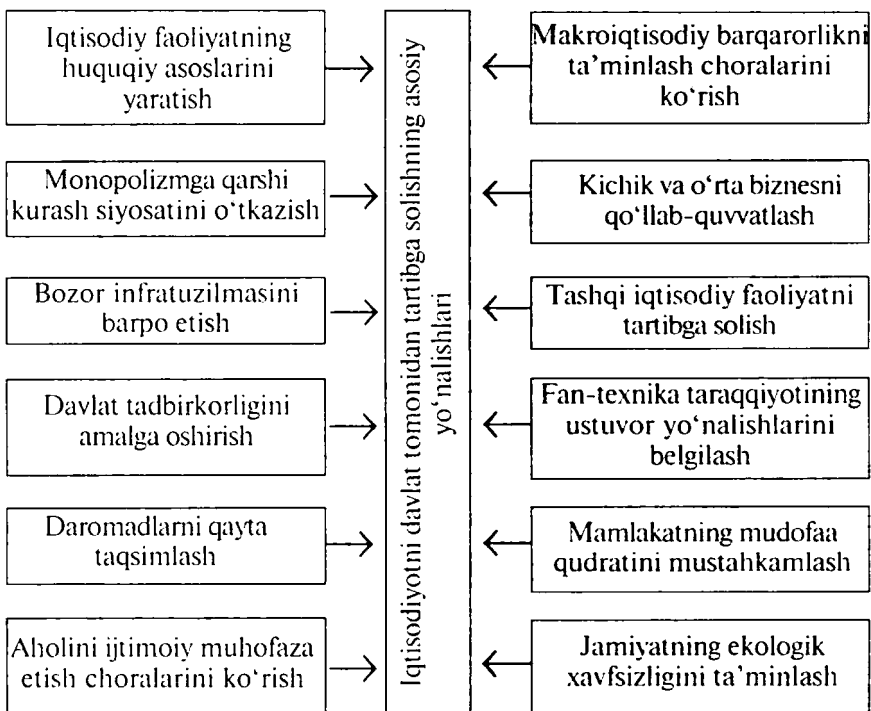 Iqtisodiy faoliyatning
huquqiy asoslarini
yaratish
Monopolizmga qarshi
kurash siyosatini o‘tkazish
Bozor infratuzilmasini
barpo etish
Davlat tadbirkorligini
amalga oshirish
Daromadlarni qayta
taqsimlash
Aholini ijtimoiy muhofaza
etish choralarini ko‘rish
Iqtisodiyotni davlat tomonidan tartibga solishning asosiy
yo‘nalishlari
Makroiqtisodiy barqarorlikni
ta’minlash choralarini
ko‘rish
Kichik va o‘rta biznesni
qo‘llab-quvvatlash
Tashqi iqtisodiy faoliyatni
tartibga solish
Fan-texnika taraqqiyotining
ustuvor yo‘nalishlarini
belgilash
Mamlakatning mudofaa
qudratini mustahkamlash
Jamiyatning ekologik
xavfsizligini ta’minlash